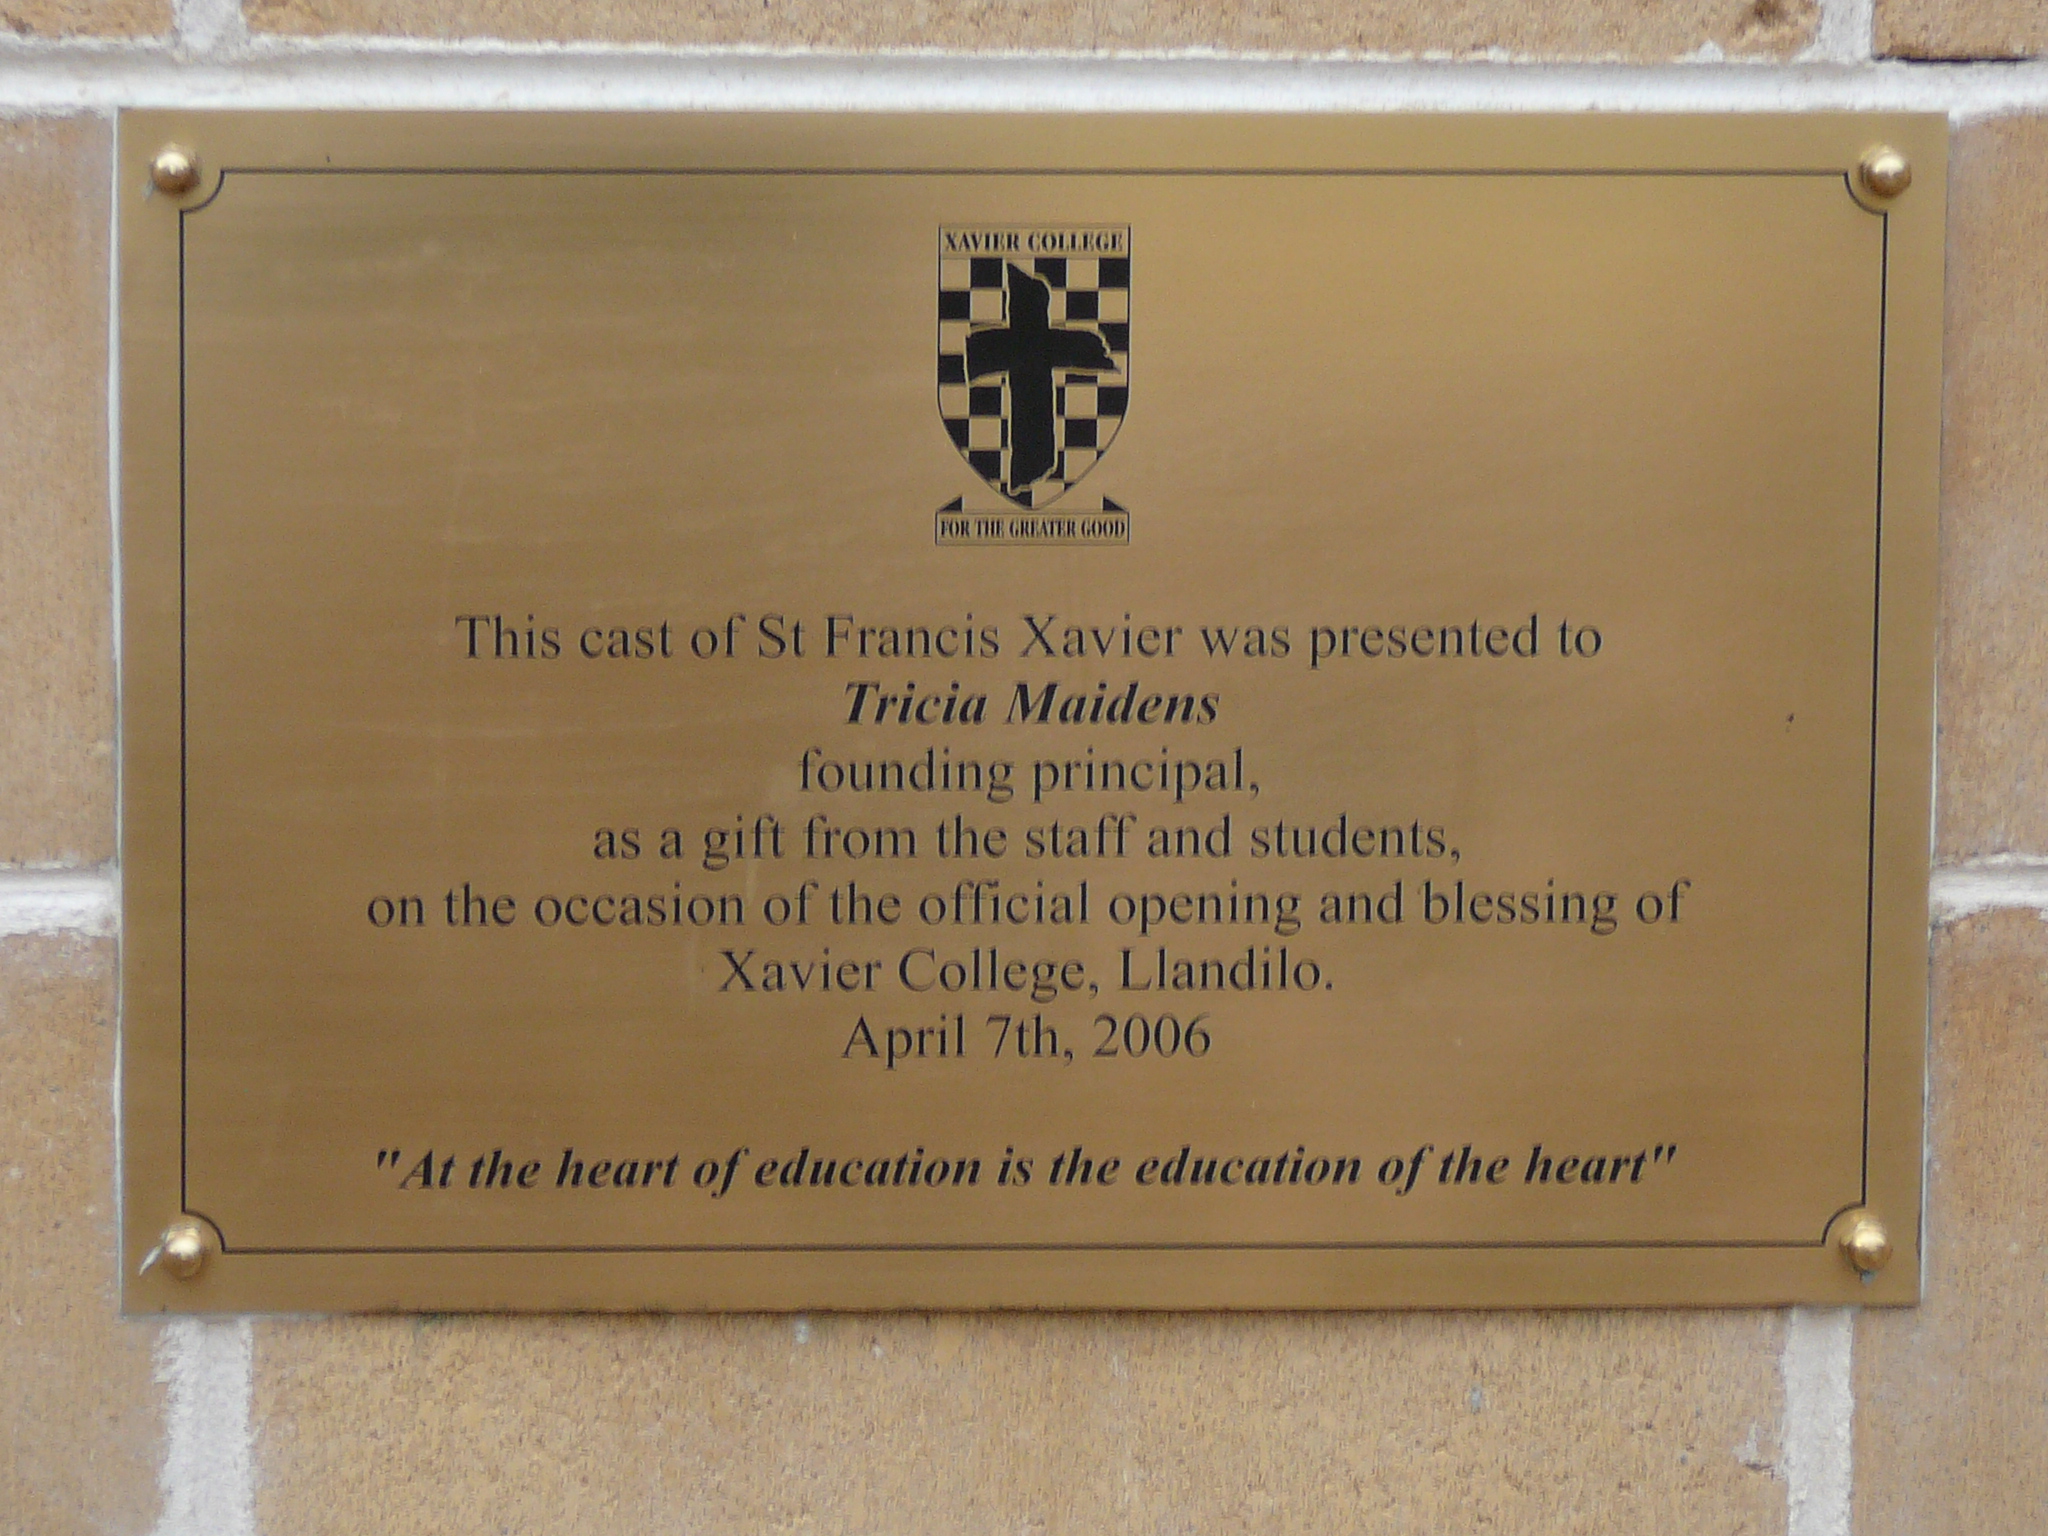 XAVIER COLLEGE
FOR THE GREATER GOOD
This cast of St Francis Xavier was presented to
Tricia Maidens
founding principal,
as a gift from the staff and students,
on the occasion of the official opening and blessing of
Xavier College, Llandilo.
April 7th, 2006
"At the heart of education is the education of the heart"